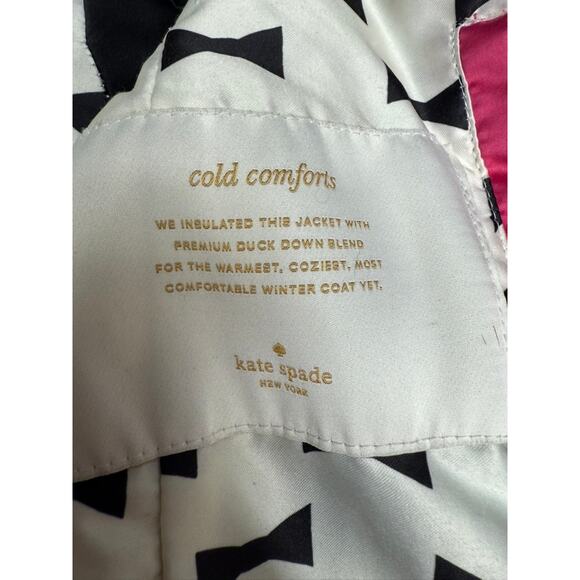 cold comforts
WE INSULATED THIS JACKET WITH
PREMIUM DUCK DOWN BLEND
FOR THE WARMEST, COZIEST, MOST
COMFORTABLE WINTER COAT YET.
kate spade
NEW YORK